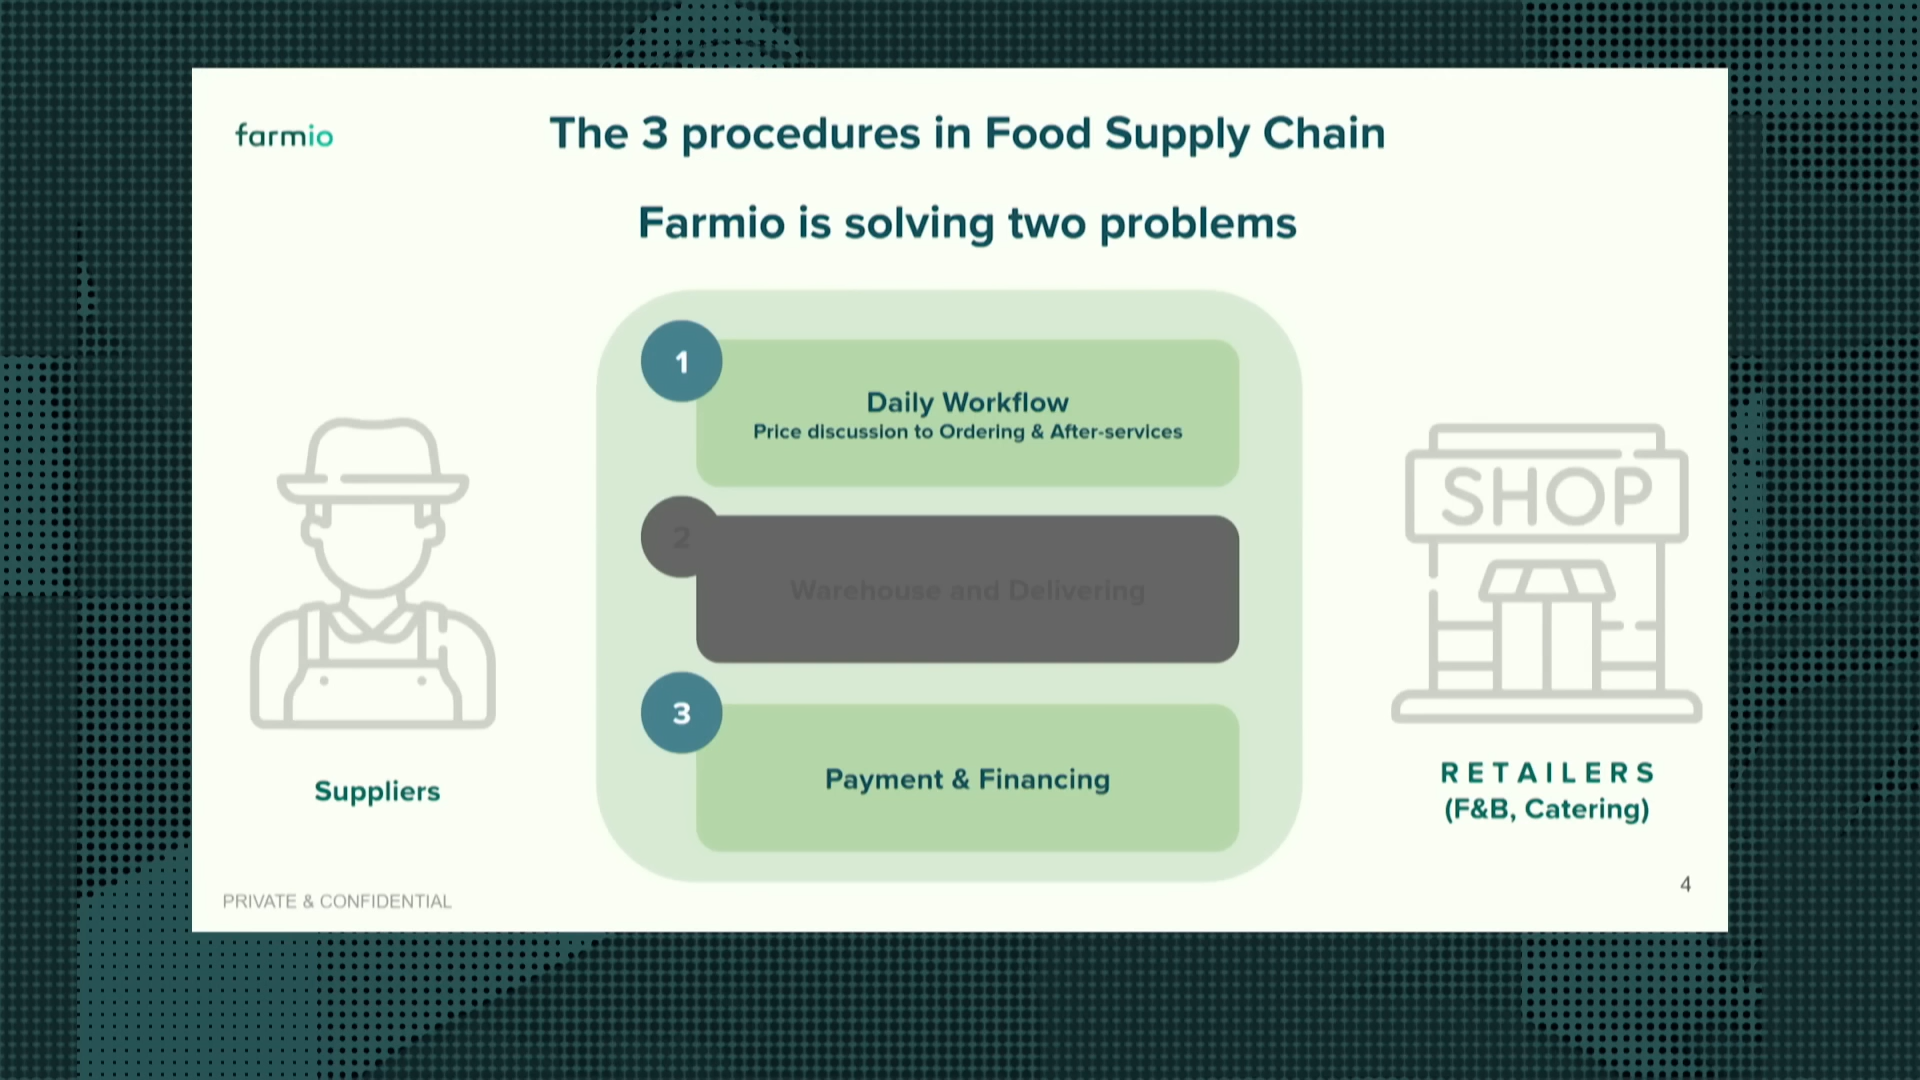 farmio
The 3 procedures in Food Supply Chain
Farmio is solving two problems
1
Daily Workflow
Price discussion to Ordering & After-services
2
Warehouse and Delivering
3
Payment & Financing
Suppliers
SHOP
RETAILERS
(F&B, Catering)
PRIVATE & CONFIDENTIAL
4